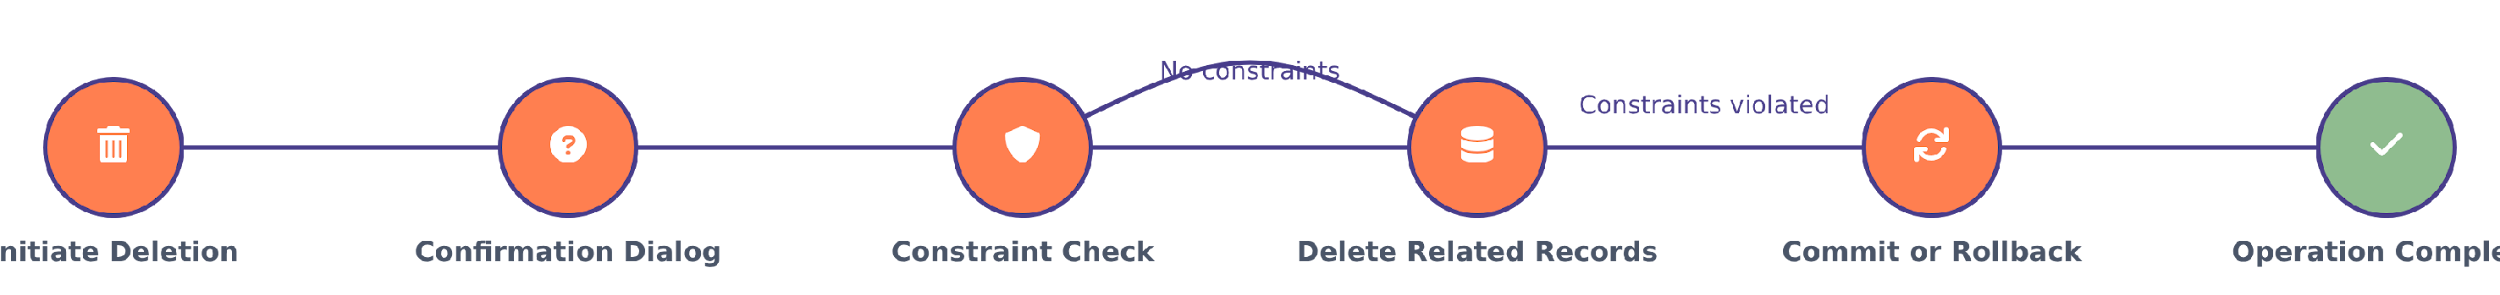 No constraints
Constraints violated
?
nitiate Deletion
Confirmation Dialog
Constraint Check
Delete Related Records
Commit or Rollback
Operation Comple